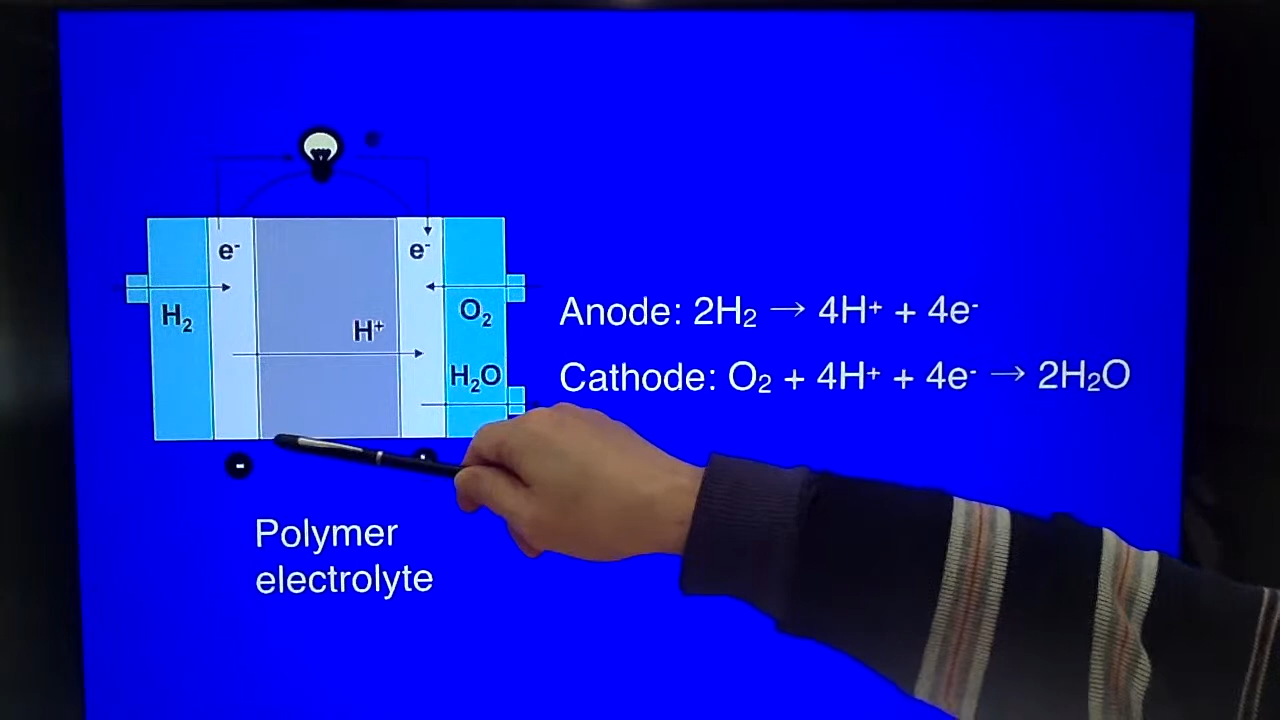 e⁻ e⁻
H₂ O₂
H⁺
H₂O
-
Anode: 2H₂ → 4H⁺ + 4e⁻
Cathode: O₂ + 4H⁺ + 4e⁻ → 2H₂O
Polymer
electrolyte